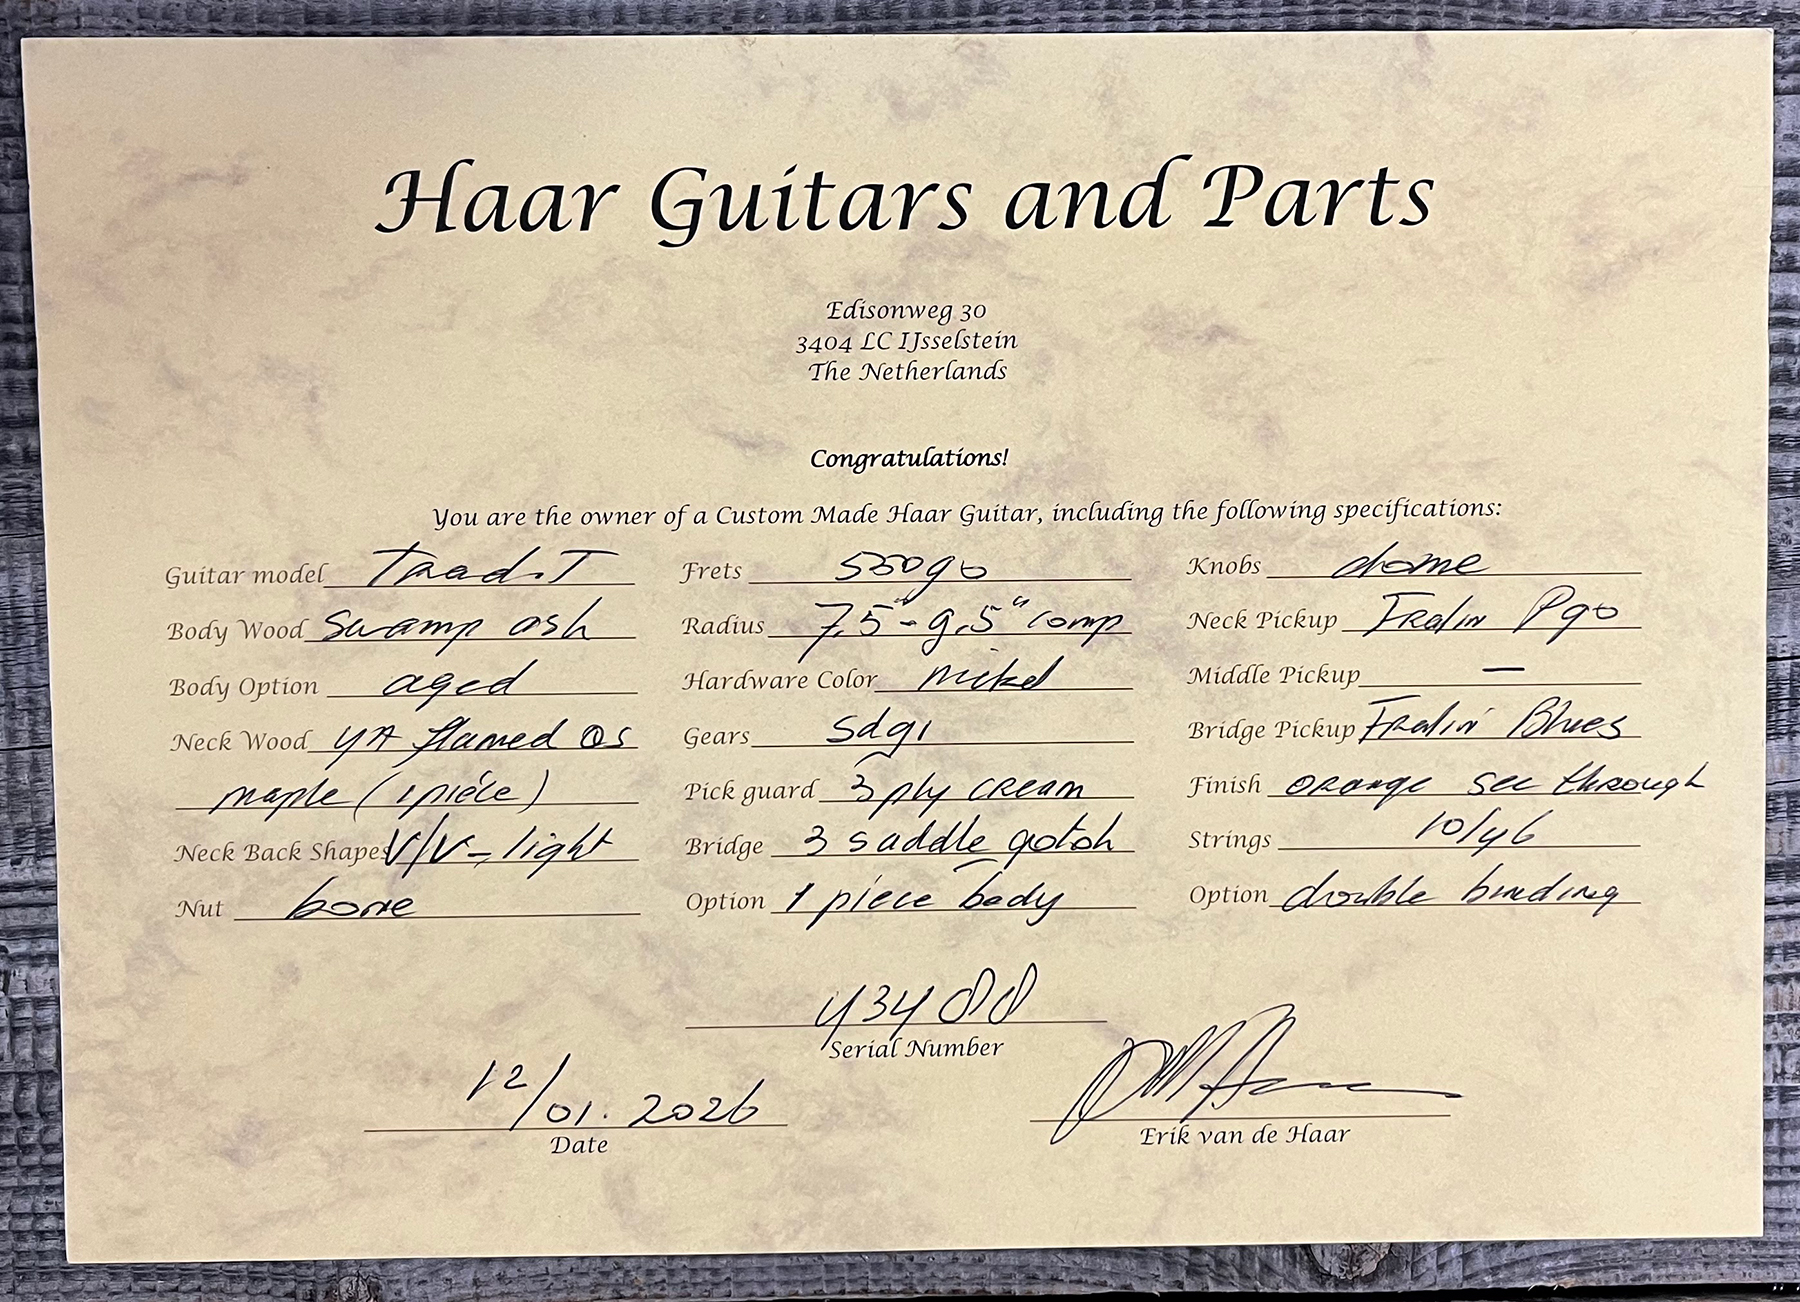 Haar Guitars and Parts
Edisonweg 30
3404 LC IJsselstein
The Netherlands
Congratulations!
You are the owner of a Custom Made Haar Guitar, including the following specifications:
Guitar model Trad. T
Body Wood Swamp ash
Body Option aged
Neck Wood 4A flamed QS
maple (1 piéce)
Neck Back Shapes V/V-light
Nut bone
Frets 55090
Radius 7,5" - 9,5" comp
Hardware Color nickel
Gears sdg1
Pick guard 3 ply cream
Bridge 3 saddle gotoh
Option 1 piece body
Knobs dome
Neck Pickup Fralin P90
Middle Pickup —
Bridge Pickup Fralin Blues
Finish orange see through
Strings 10/46
Option double binding
434 88
Serial Number
12/01.2026
Date
Erik van de Haar